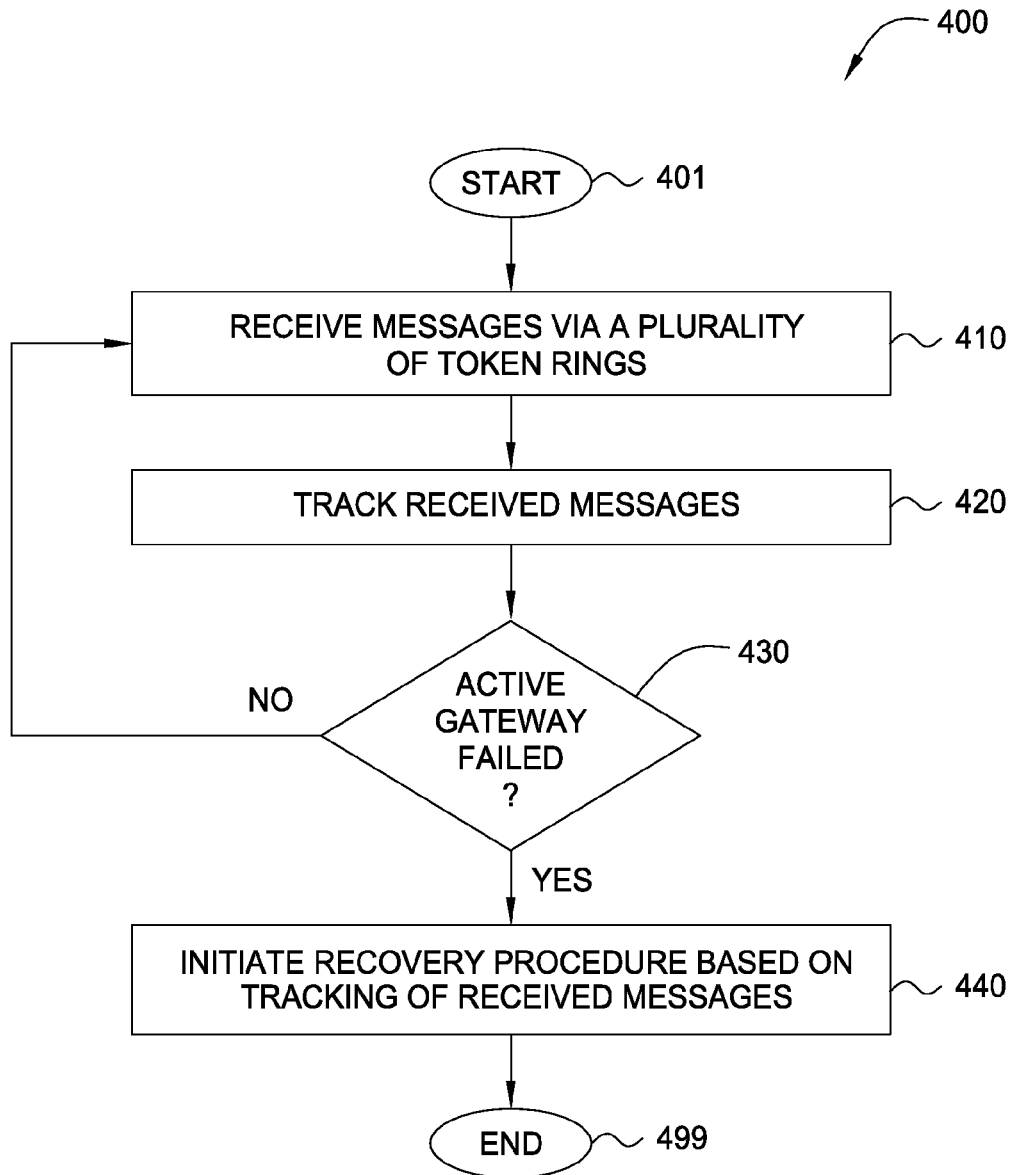 400
START
401
RECEIVE MESSAGES VIA A PLURALITY
OF TOKEN RINGS
410
TRACK RECEIVED MESSAGES
420
430
ACTIVE
GATEWAY
FAILED
?
NO
YES
INITIATE RECOVERY PROCEDURE BASED ON
TRACKING OF RECEIVED MESSAGES
440
END
499